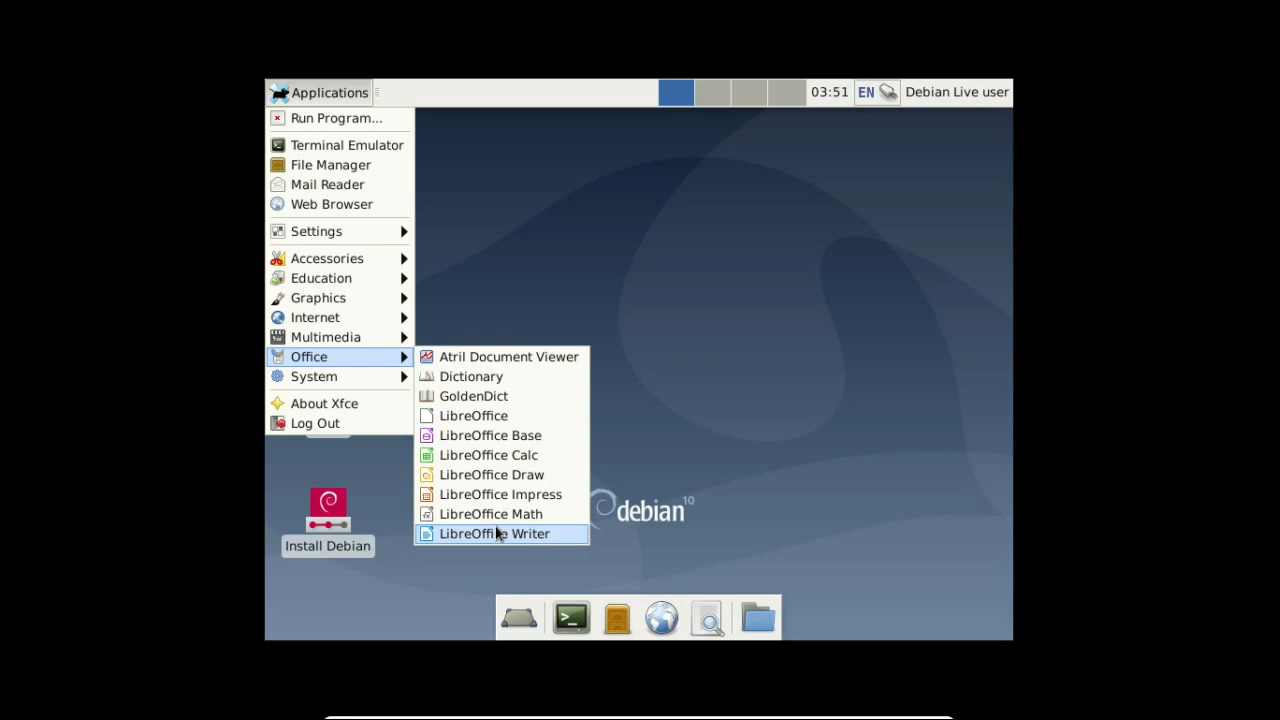 Applications
03:51
EN
Debian Live user
Run Program...
Terminal Emulator
File Manager
Mail Reader
Web Browser
Settings
Accessories
Education
Graphics
Internet
Multimedia
Office
System
About Xfce
Log Out
Atril Document Viewer
Dictionary
GoldenDict
LibreOffice
LibreOffice Base
LibreOffice Calc
LibreOffice Draw
LibreOffice Impress
LibreOffice Math
LibreOffice Writer
debian 10
Install Debian